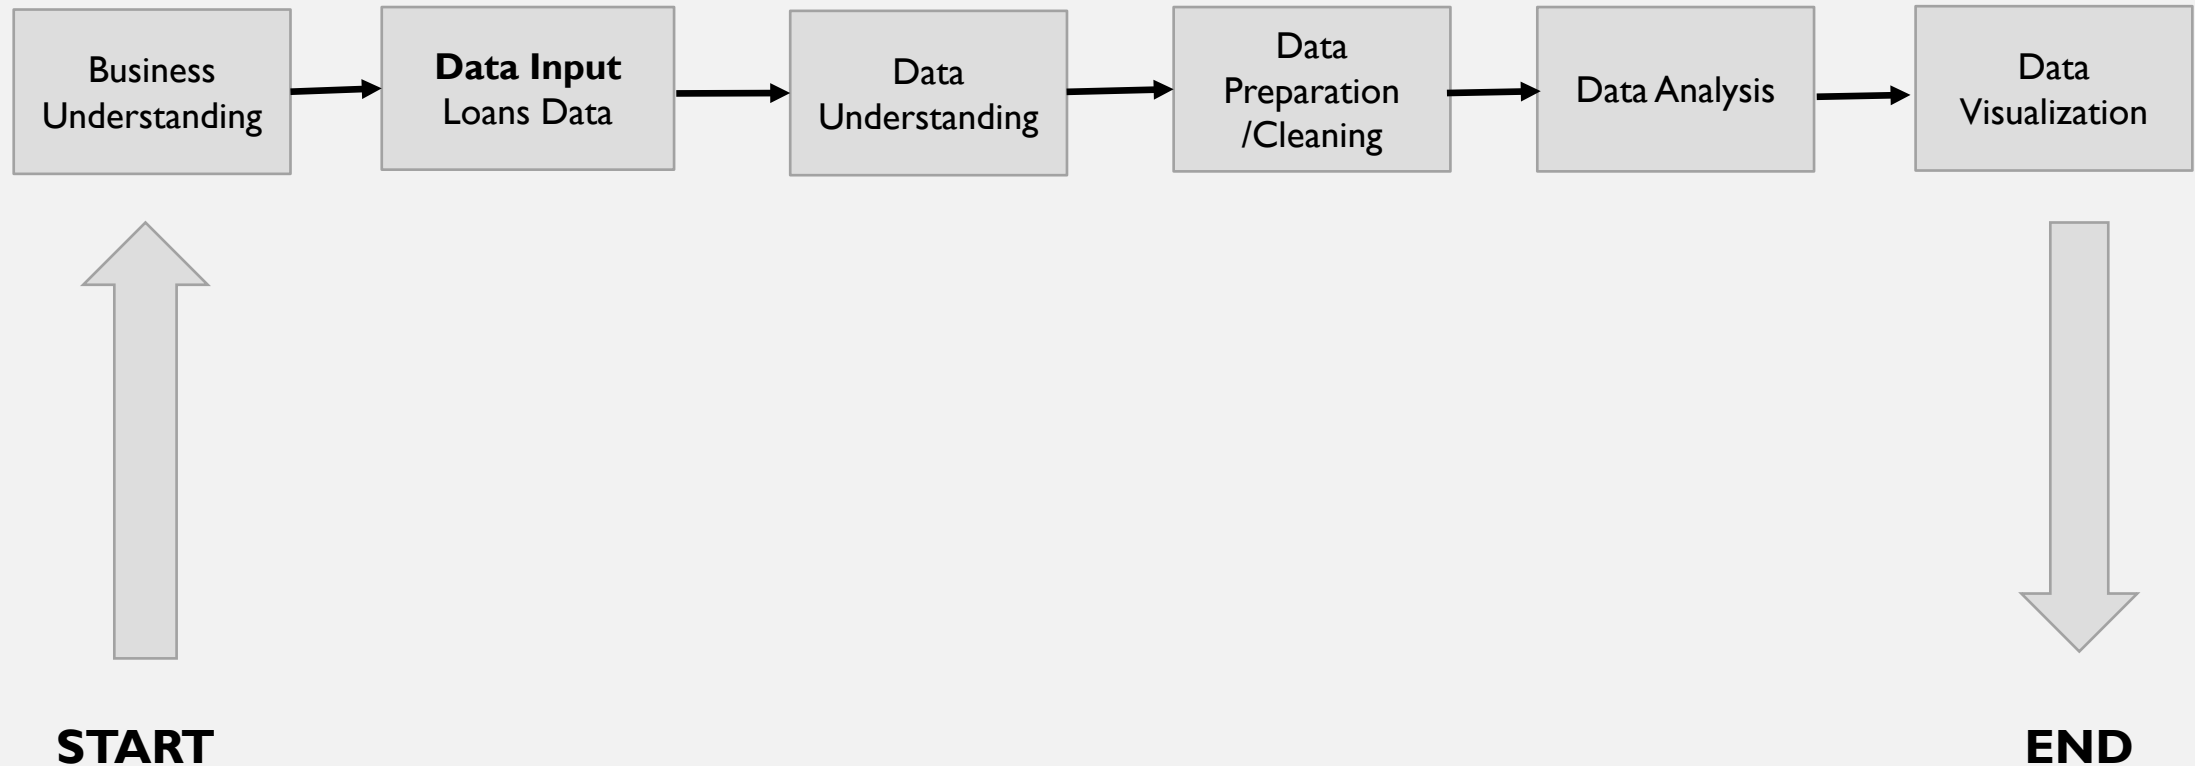 Business
Understanding
Data Input
Loans Data
Data
Understanding
Data
Preparation
/Cleaning
Data Analysis
Data
Visualization
START
END